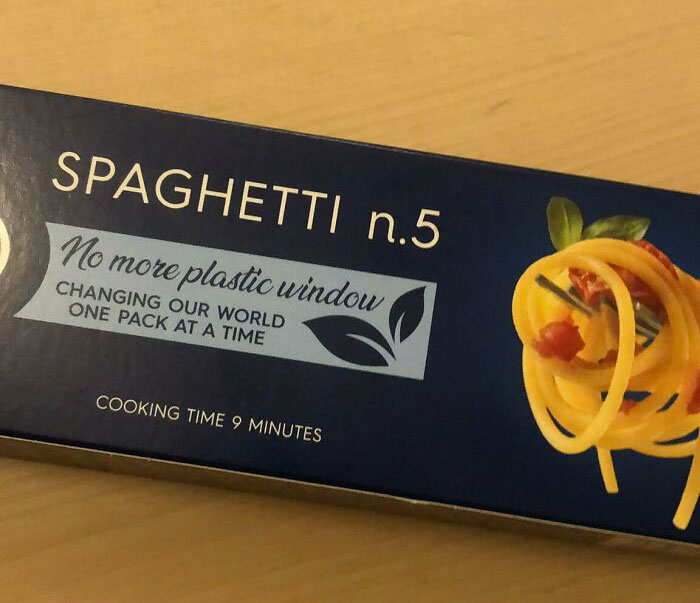 SPAGHETTI n.5
No more plastic window
CHANGING OUR WORLD
ONE PACK AT A TIME
COOKING TIME 9 MINUTES